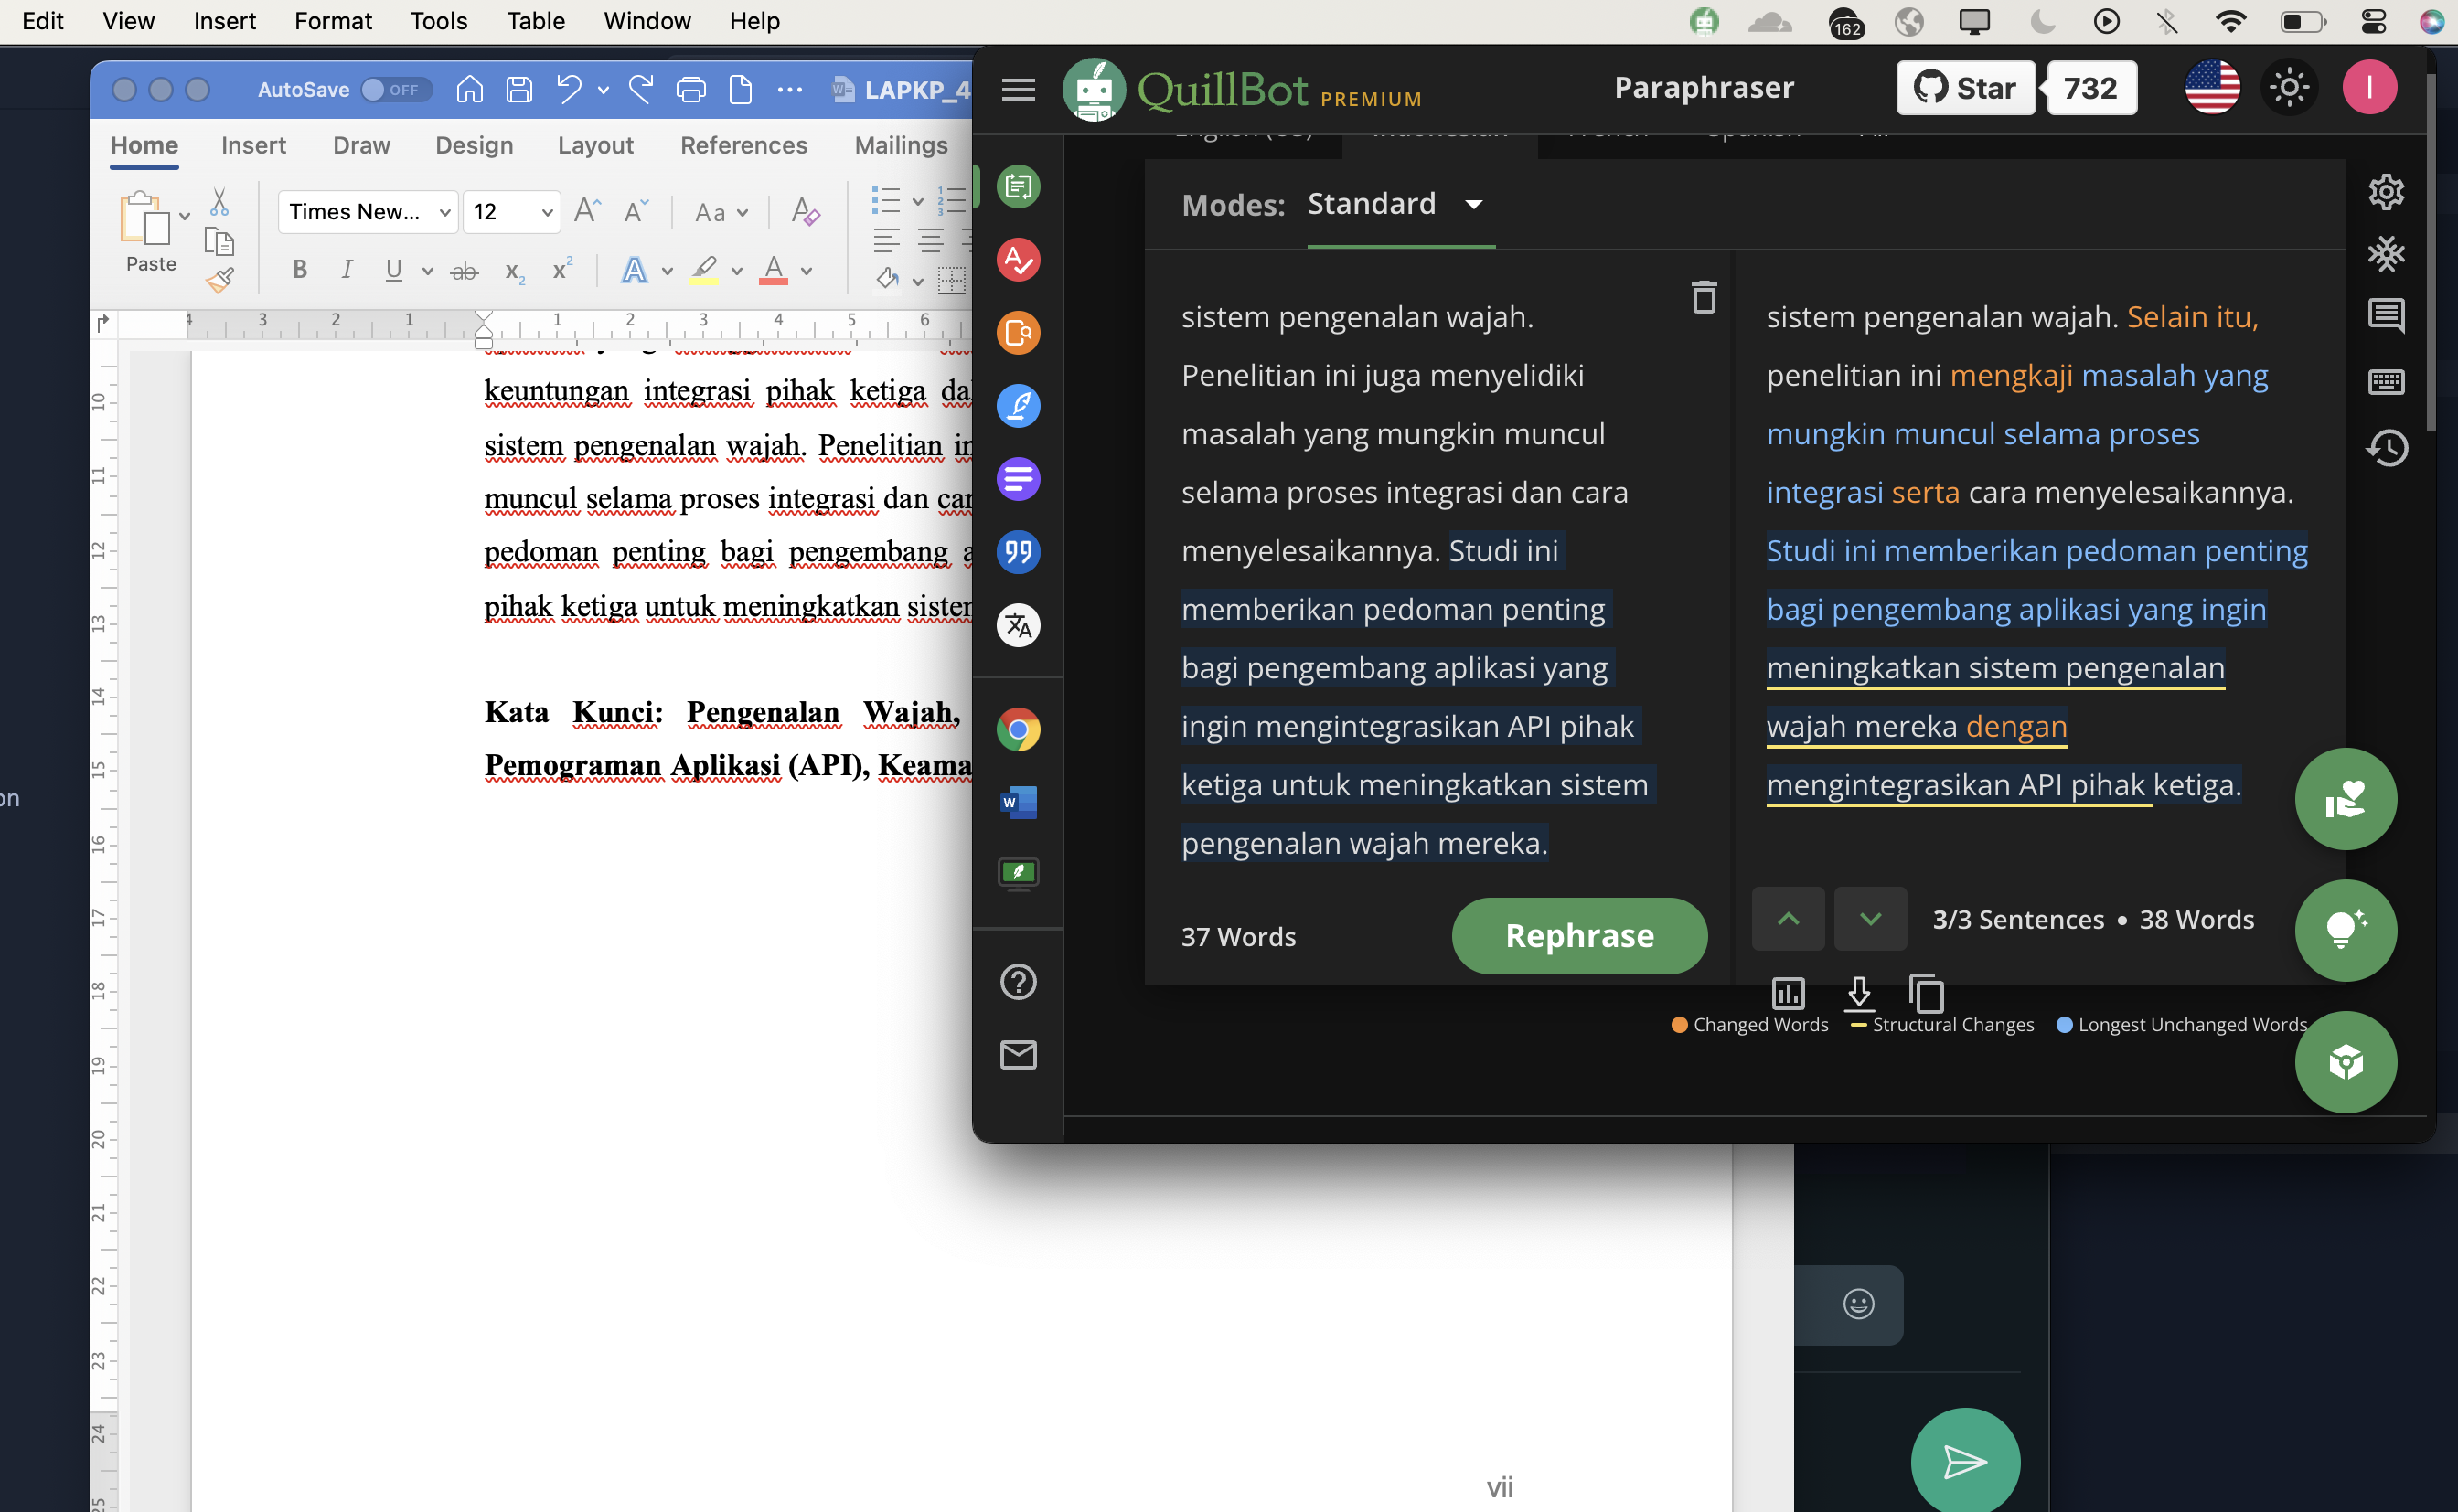 Edit View Insert Format Tools Table Window Help
162
AutoSave OFF
LAPKP_4
Home Insert Draw Design Layout References Mailings
Paste
Times New... 12
keuntungan integrasi pihak ketiga
sistem pengenalan wajah. Penelitian
muncul selama proses integrasi dan
pedoman penting bagi pengembang
pihak ketiga untuk meningkatkan
Kata Kunci: Pengenalan Wajah,
Pemograman Aplikasi (API),
vii
QuillBot PREMIUM
Paraphraser
Star 732
I
Modes: Standard
sistem pengenalan wajah.
Penelitian ini juga menyelidiki
masalah yang mungkin muncul
selama proses integrasi dan cara
menyelesaikannya. Studi ini
memberikan pedoman penting
bagi pengembang aplikasi yang
ingin mengintegrasikan API pihak
ketiga untuk meningkatkan sistem
pengenalan wajah mereka.
37 Words
Rephrase
sistem pengenalan wajah. Selain itu,
penelitian ini mengkaji masalah yang
mungkin muncul selama proses
integrasi serta cara menyelesaikannya.
Studi ini memberikan pedoman penting
bagi pengembang aplikasi yang ingin
meningkatkan sistem pengenalan
wajah mereka dengan
mengintegrasikan API pihak ketiga.
3/3 Sentences • 38 Words
Changed Words Structural Changes Longest Unchanged Words